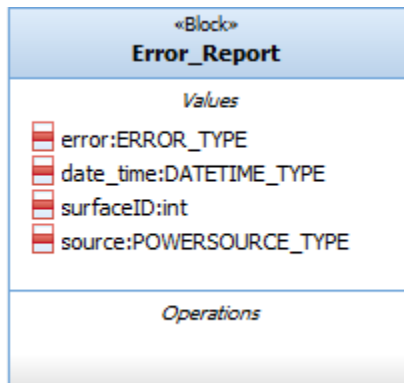 «Block»
Error_Report
Values
error:ERROR_TYPE
date_time:DATETIME_TYPE
surfaceID:int
source:POWERSOURCE_TYPE
Operations